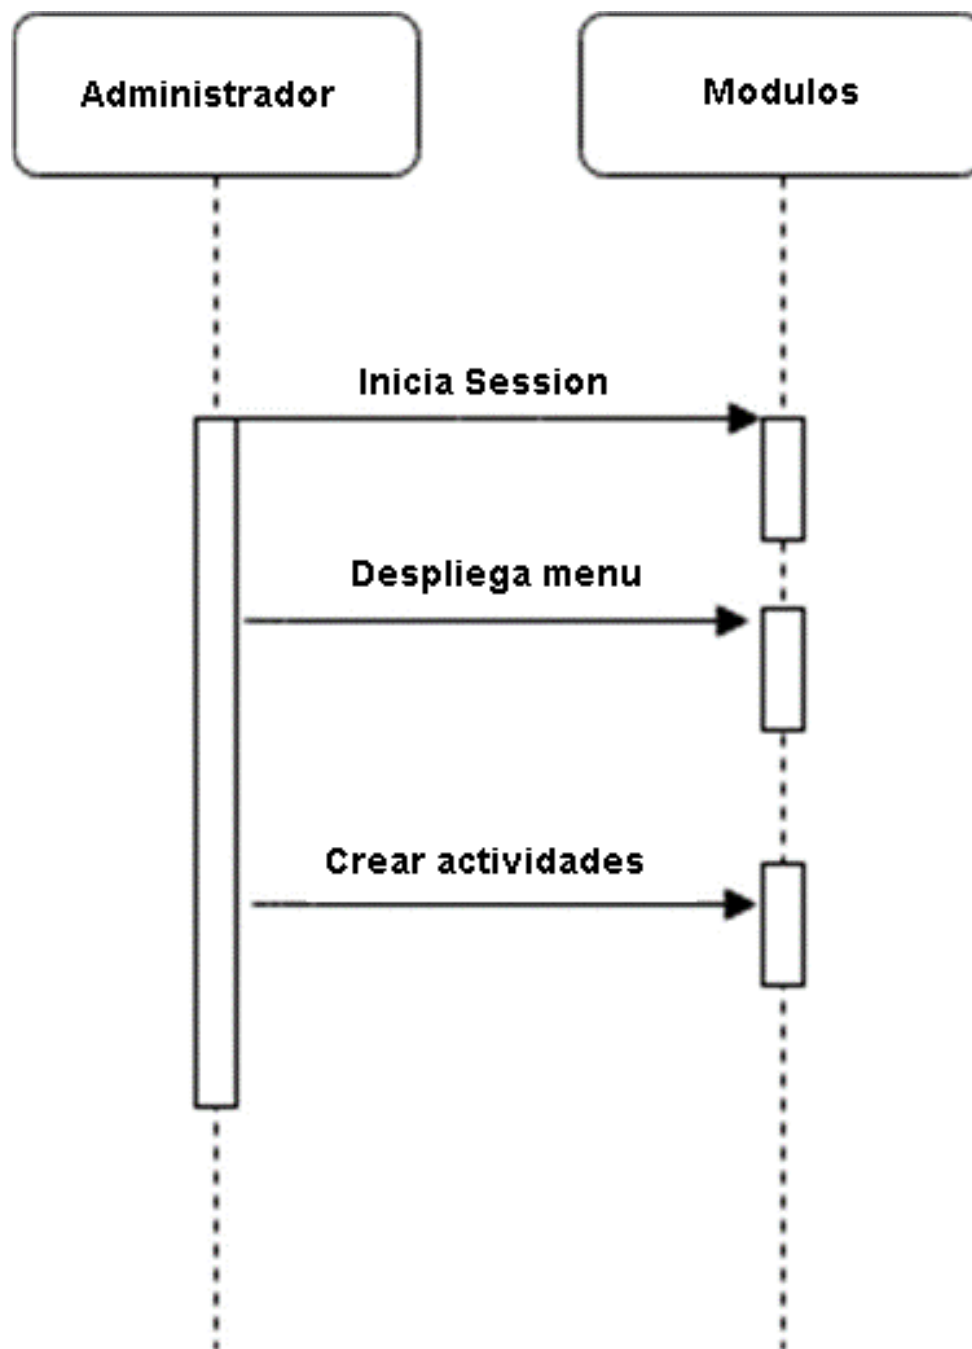 Administrador
Modulos
Inicia Session
Despliega menu
Crear actividades